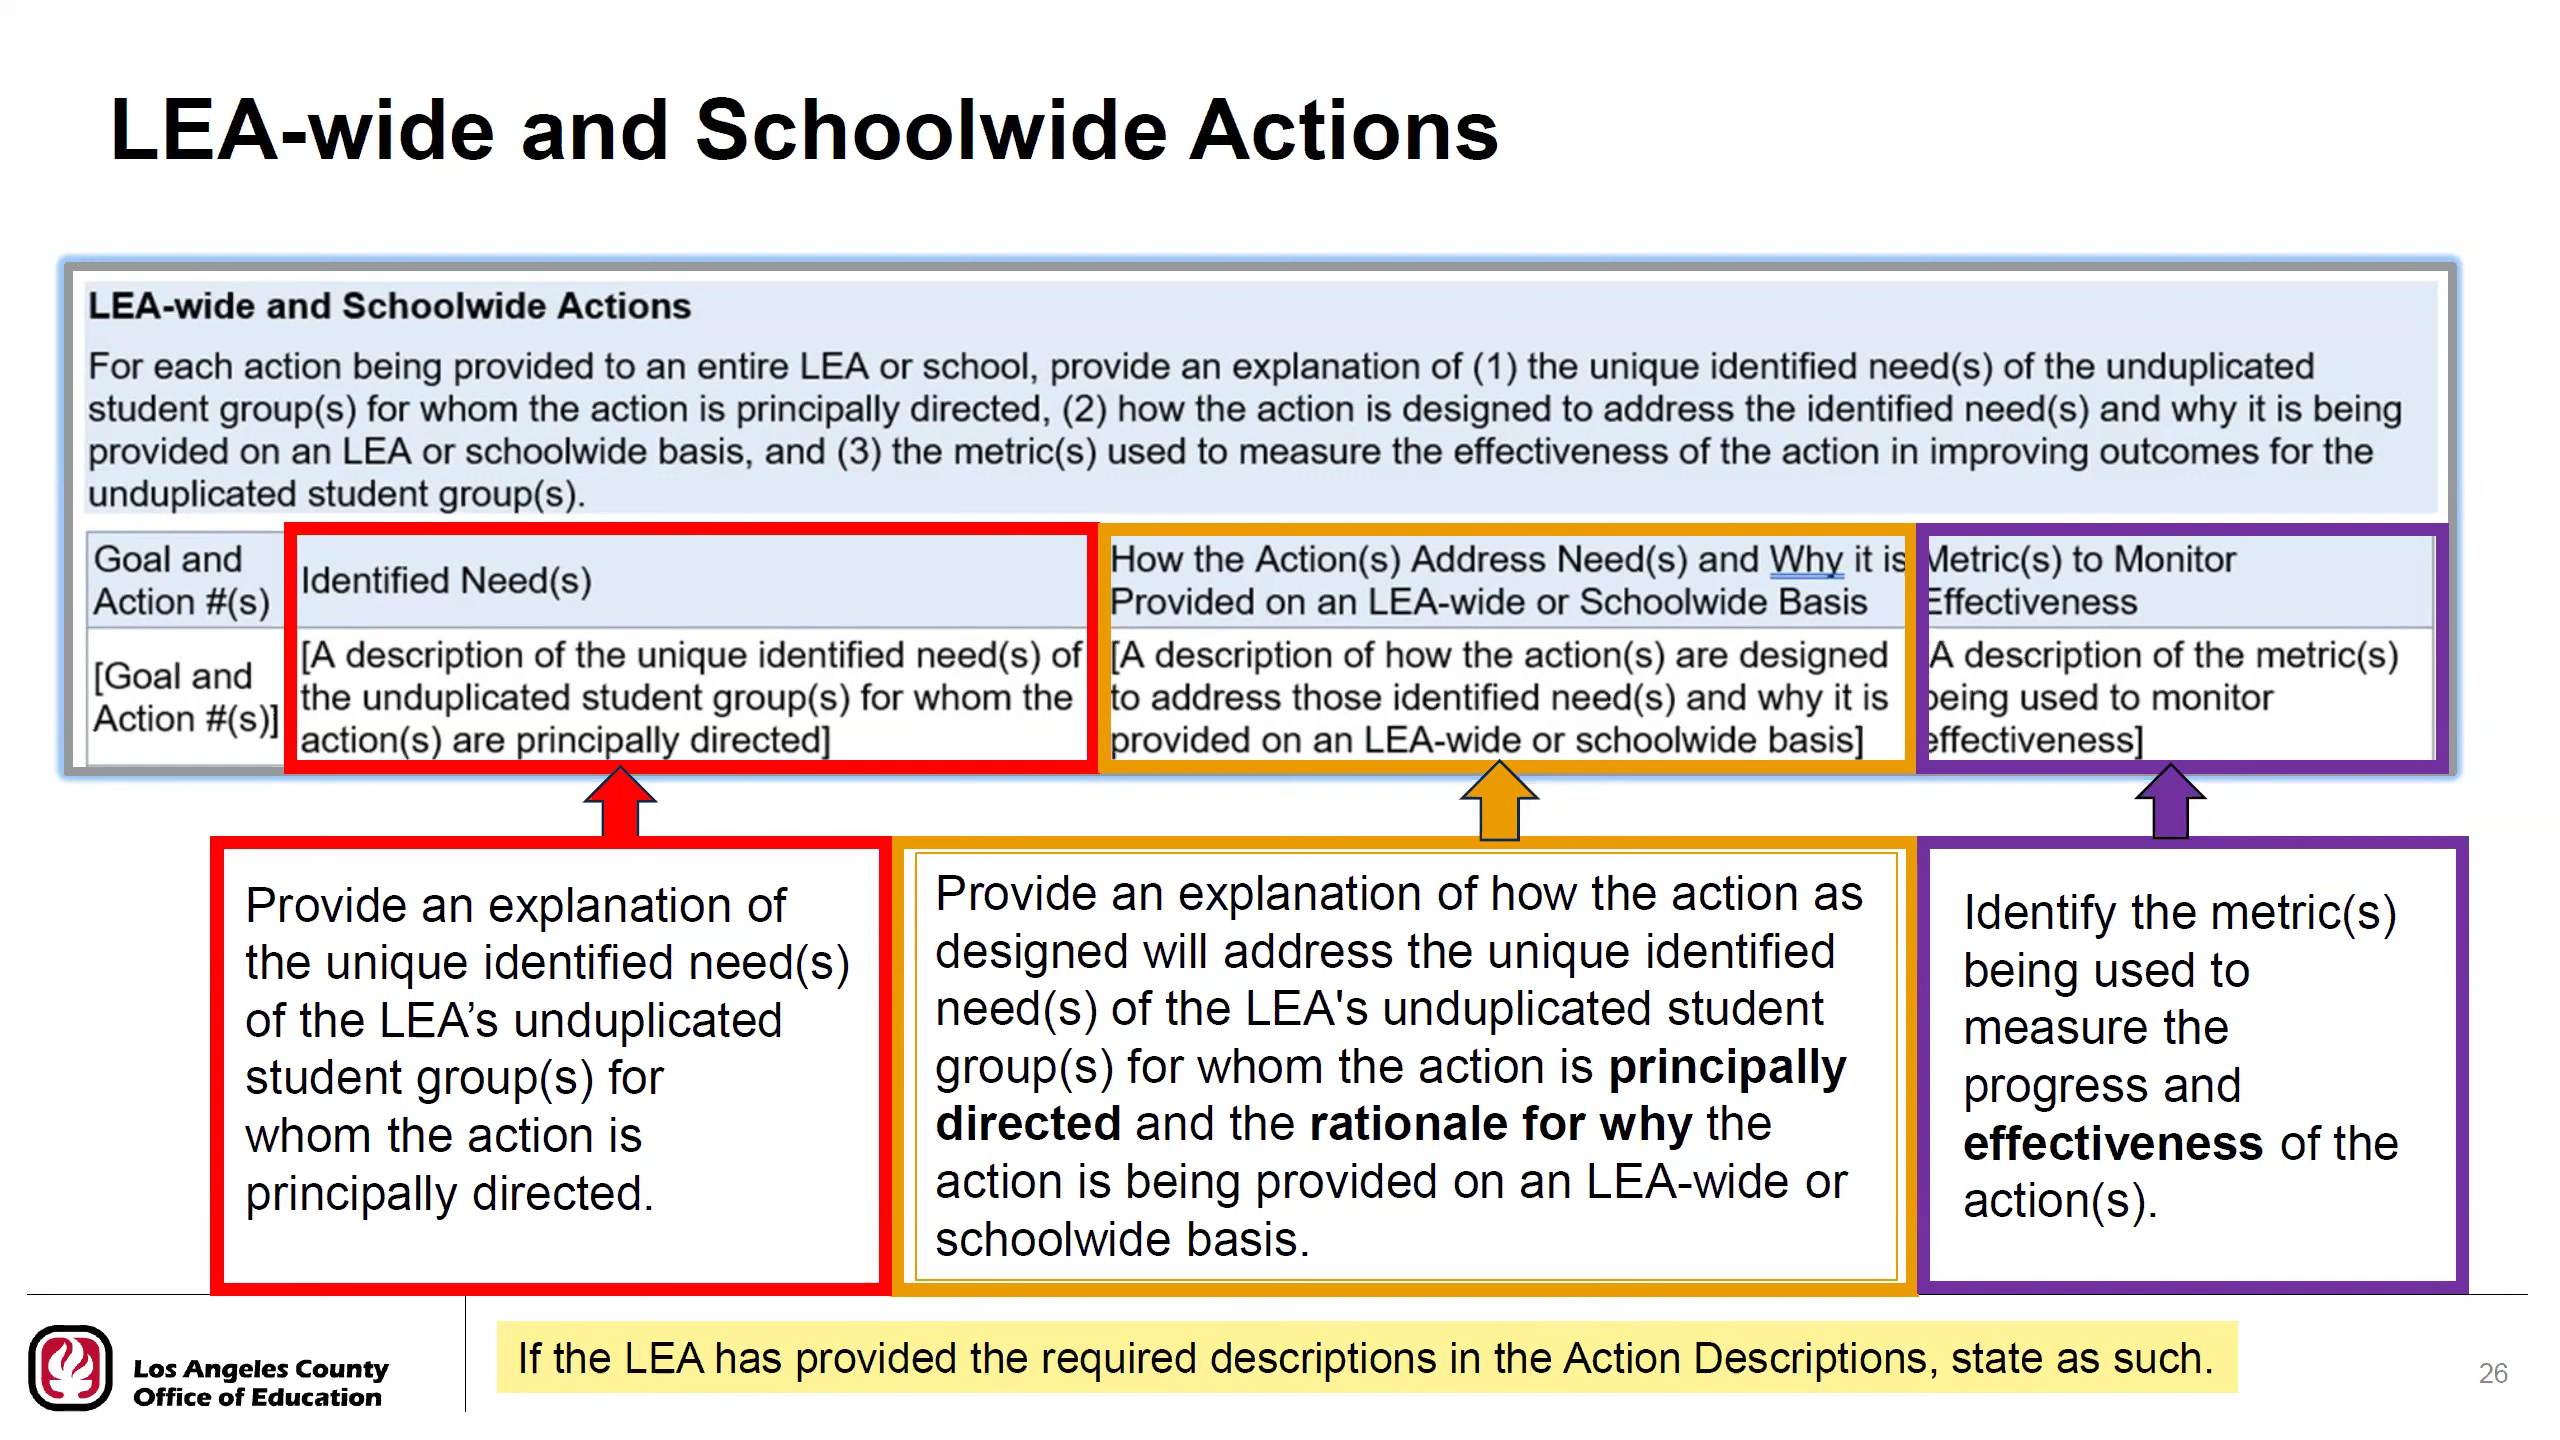 LEA-wide and Schoolwide Actions
LEA-wide and Schoolwide Actions
For each action being provided to an entire LEA or school, provide an explanation of (1) the unique identified need(s) of the unduplicated
student group(s) for whom the action is principally directed, (2) how the action is designed to address the identified need(s) and why it is being
provided on an LEA or schoolwide basis, and (3) the metric(s) used to measure the effectiveness of the action in improving outcomes for the
unduplicated student group(s).
Goal and
Action #(s)
Identified Need(s)
How the Action(s) Address Need(s) and Why it is
Provided on an LEA-wide or Schoolwide Basis
Metric(s) to Monitor
Effectiveness
[Goal and
Action #(s)]
[A description of the unique identified need(s) of
the unduplicated student group(s) for whom the
action(s) are principally directed]
[A description of how the action(s) are designed
to address those identified need(s) and why it is
provided on an LEA-wide or schoolwide basis]
[A description of the metric(s)
being used to monitor
effectiveness]
Provide an explanation of
the unique identified need(s)
of the LEA’s unduplicated
student group(s) for
whom the action is
principally directed.
Provide an explanation of how the action as
designed will address the unique identified
need(s) of the LEA's unduplicated student
group(s) for whom the action is principally
directed and the rationale for why the
action is being provided on an LEA-wide or
schoolwide basis.
Identify the metric(s)
being used to
measure the
progress and
effectiveness of the
action(s).
Los Angeles County
Office of Education
If the LEA has provided the required descriptions in the Action Descriptions, state as such.
26